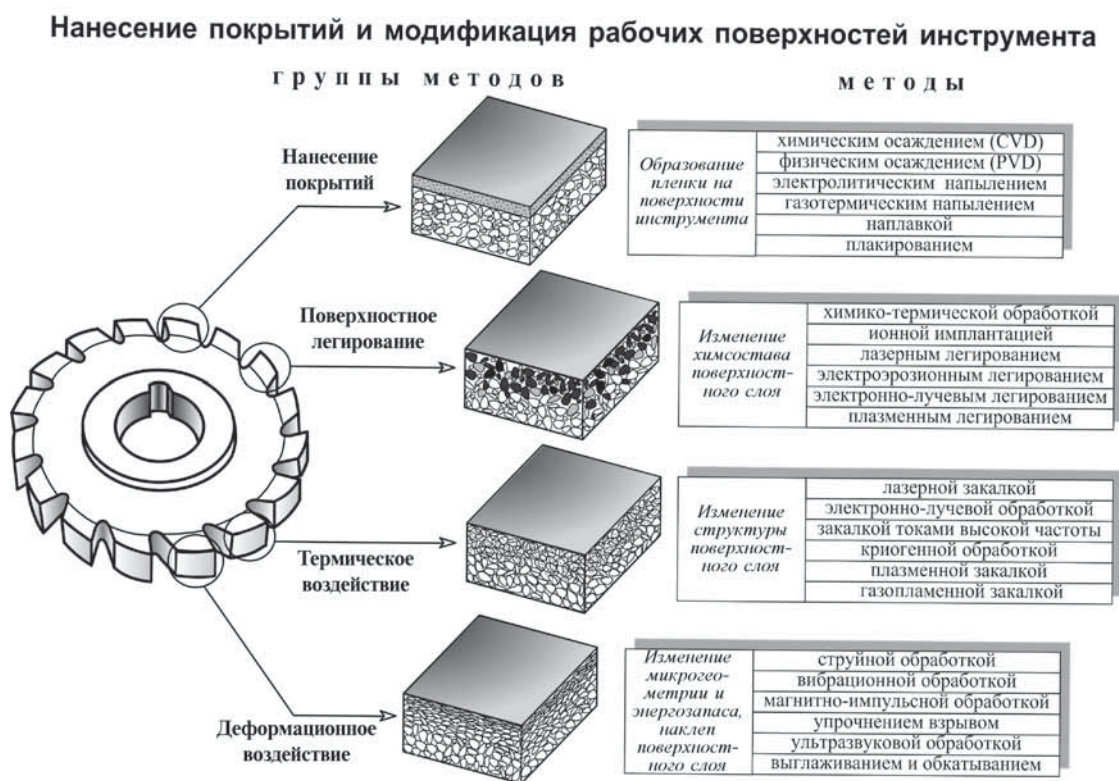 Нанесение покрытий и модификация рабочих поверхностей инструмента
группы методов
методы
Нанесение
покрытий
Образование
пленки на
поверхности
инструмента
химическим осаждением (CVD)
физическим осаждением (PVD)
электролитическим напылением
газотермическим напылением
наплавкой
плакированием
Поверхностное
легирование
Изменение
химсостава
поверхност-
ного слоя
химико-термической обработкой
ионной имплантацией
лазерным легированием
электроэрозионным легированием
электронно-лучевым легированием
плазменным легированием
Термическое
воздействие
Изменение
структуры
поверхност-
ного слоя
лазерной закалкой
электронно-лучевой обработкой
закалкой токами высокой частоты
криогенной обработкой
плазменной закалкой
газопламенной закалкой
Деформационное
воздействие
Изменение
микрогео-
метрии и
энергозапаса,
наклеп
поверхност-
ного слоя
струйной обработкой
вибрационной обработкой
магнитно-импульсной обработкой
упрочнением взрывом
ультразвуковой обработкой
выглаживанием и обкатыванием